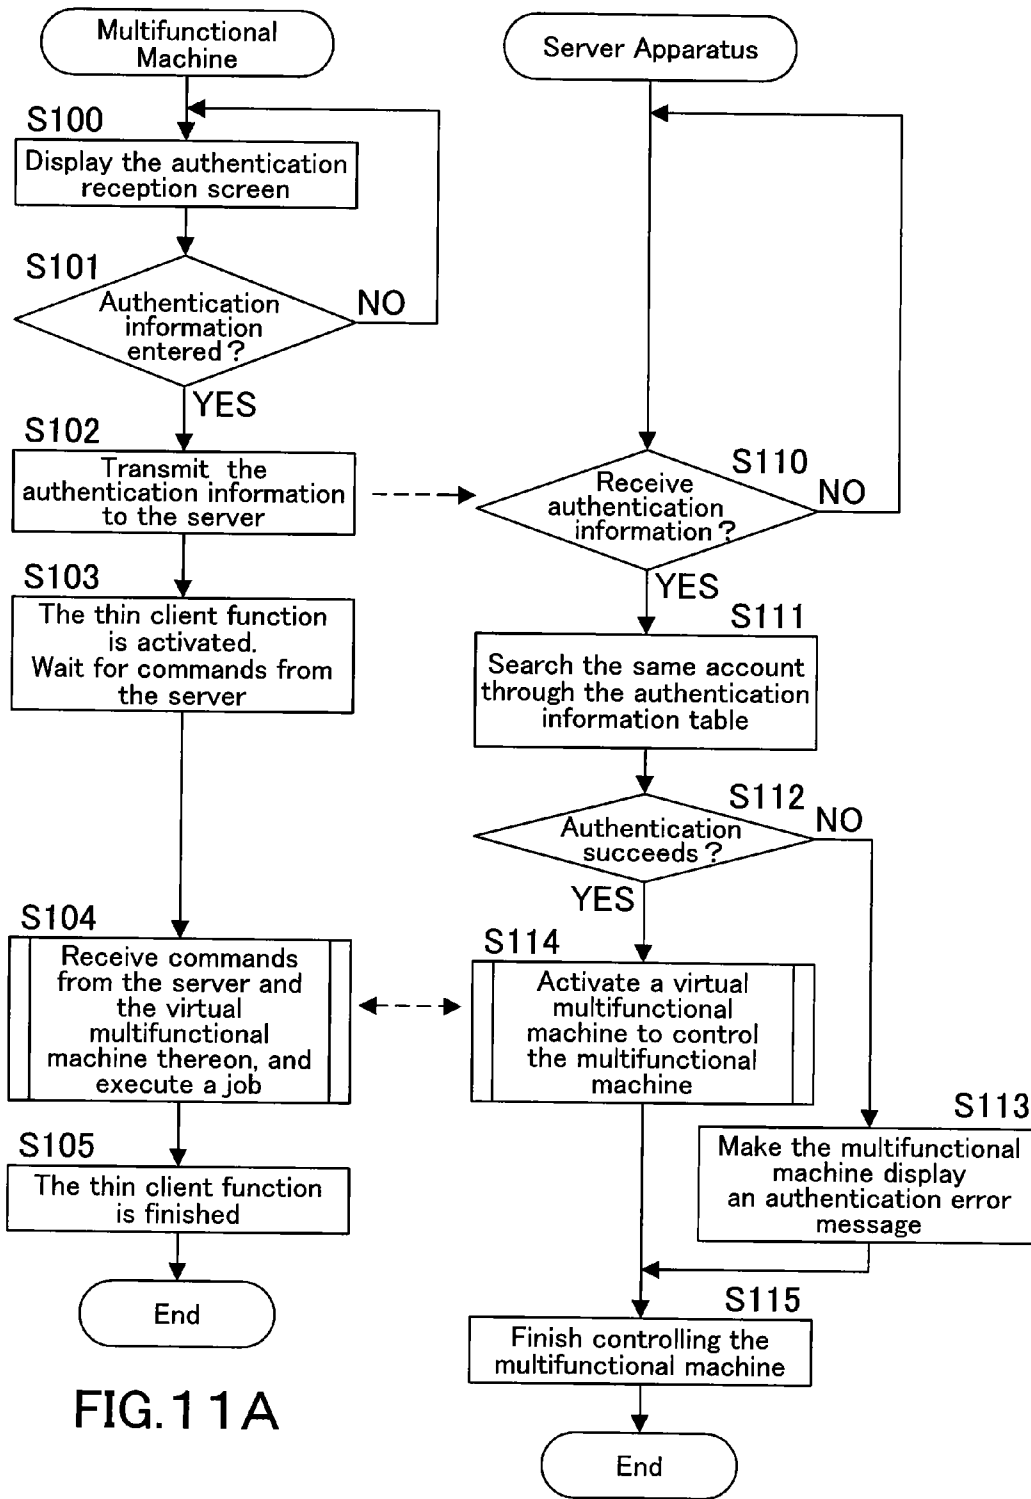 Multifunctional
Machine
S100
Display the authentication
reception screen
S101
Authentication
information
entered?
NO
YES
S102
Transmit the
authentication information
to the server
S103
The thin client function
is activated.
Wait for commands from
the server
S104
Receive commands
from the server and
the virtual
multifunctional
machine thereon, and
execute a job
S105
The thin client function
is finished
End
FIG.11A
Server Apparatus
S110
Receive
authentication
information?
NO
YES
S111
Search the same account
through the authentication
information table
S112
Authentication
succeeds?
NO
YES
S114
Activate a virtual
multifunctional
machine to control
the multifunctional
machine
S113
Make the multifunctional
machine display
an authentication error
message
S115
Finish controlling the
multifunctional machine
End